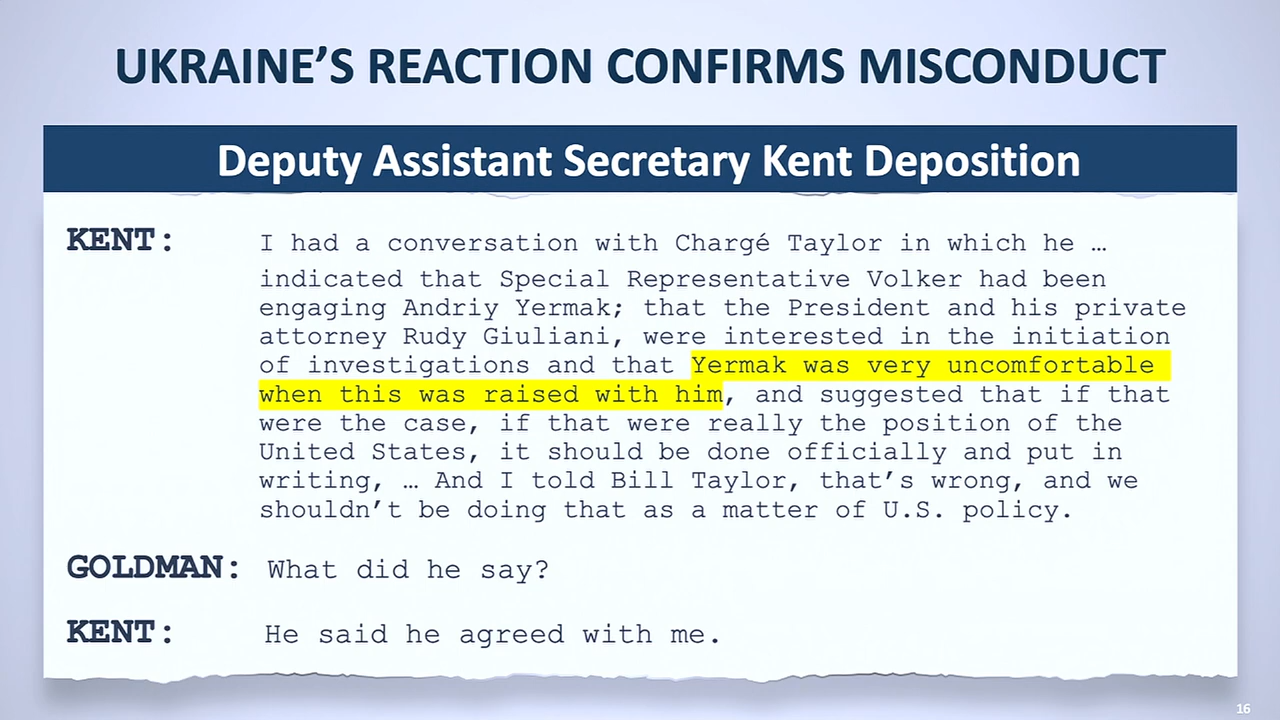 UKRAINE’S REACTION CONFIRMS MISCONDUCT
Deputy Assistant Secretary Kent Deposition
KENT: I had a conversation with Chargé Taylor in which he …
indicated that Special Representative Volker had been
engaging Andriy Yermak; that the President and his private
attorney Rudy Giuliani, were interested in the initiation
of investigations and that Yermak was very uncomfortable
when this was raised with him, and suggested that if that
were the case, if that were really the position of the
United States, it should be done officially and put in
writing, … And I told Bill Taylor, that’s wrong, and we
shouldn’t be doing that as a matter of U.S. policy.
GOLDMAN: What did he say?
KENT: He said he agreed with me.
16